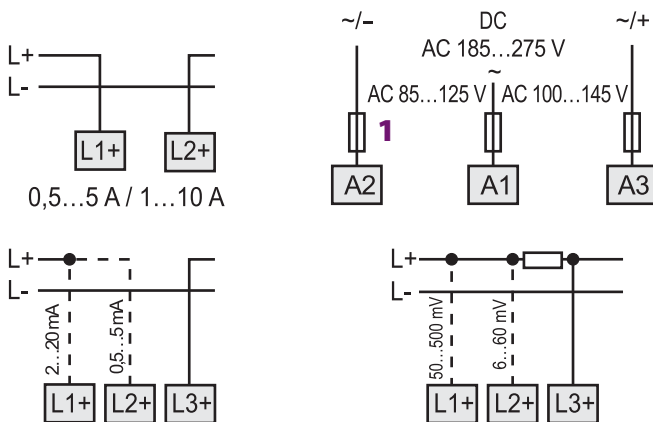 L+
L-
L1+ L2+
0,5...5 A / 1...10 A
~/- DC ~/+
AC 185...275 V
~
AC 85...125 V AC 100...145 V
1
A2 A1 A3
L+
L-
2...20mA
0,5...5mA
L1+ L2+ L3+
L+
L-
50...500 mV
6...60 mV
L1+ L2+ L3+